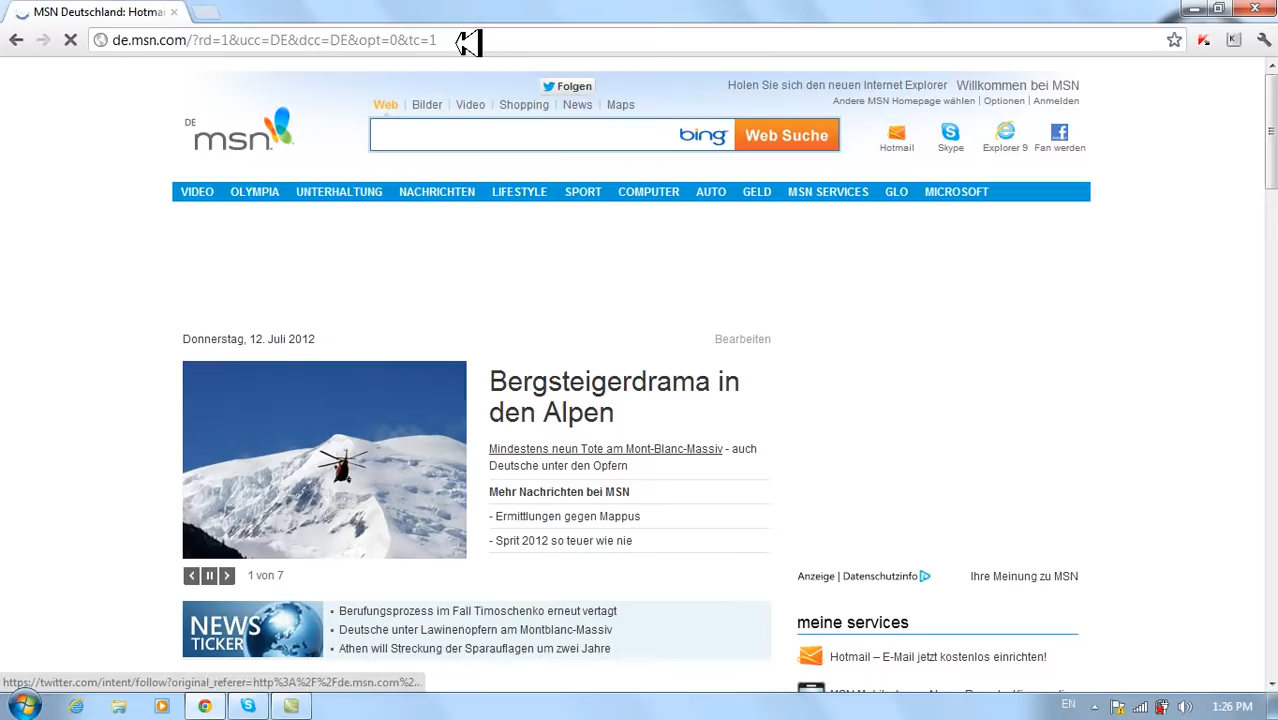 MSN Deutschland: Hotmai
de.msn.com/?rd=1&ucc=DE&dcc=DE&opt=0&tc=1
Folgen
Holen Sie sich den neuen Internet Explorer Willkommen bei MSN
Web Bilder Video Shopping News Maps
Andere MSN Homepage wählen Optionen Anmelden
DE
msn
bing Web Suche
Hotmail Skype Explorer 9 Fan werden
VIDEO OLYMPIA UNTERHALTUNG NACHRICHTEN LIFESTYLE SPORT COMPUTER AUTO GELD MSN SERVICES GLO MICROSOFT
Donnerstag, 12. Juli 2012
Bearbeiten
Bergsteigerdrama in
den Alpen
Mindestens neun Tote am Mont-Blanc-Massiv - auch
Deutsche unter den Opfern
Mehr Nachrichten bei MSN
- Ermittlungen gegen Mappus
- Sprit 2012 so teuer wie nie
1 von 7
Anzeige | Datenschutzinfo
Ihre Meinung zu MSN
NEWS
TICKER
Berufungsprozess im Fall Timoschenko erneut vertagt
Deutsche unter Lawinenopfern am Montblanc-Massiv
Athen will Streckung der Sparauflagen um zwei Jahre
meine services
Hotmail – E-Mail jetzt kostenlos einrichten!
https://twitter.com/intent/follow?original_referer=http%3A%2F%2Fde.msn.com%2...
EN
1:26 PM